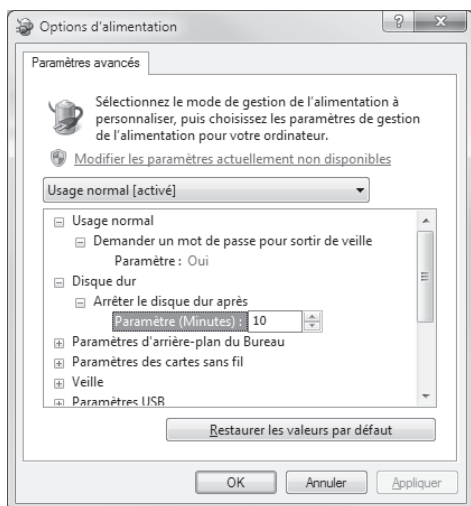 Options d'alimentation
Paramètres avancés
Sélectionnez le mode de gestion de l'alimentation à
personnaliser, puis choisissez les paramètres de gestion
de l'alimentation pour votre ordinateur.
Modifier les paramètres actuellement non disponibles
Usage normal [activé]
Usage normal
Demander un mot de passe pour sortir de veille
Paramètre : Oui
Disque dur
Arrêter le disque dur après
Paramètre (Minutes) : 10
Paramètres d'arrière-plan du Bureau
Paramètres des cartes sans fil
Veille
Paramètres USB
Restaurer les valeurs par défaut
OK Annuler Appliquer